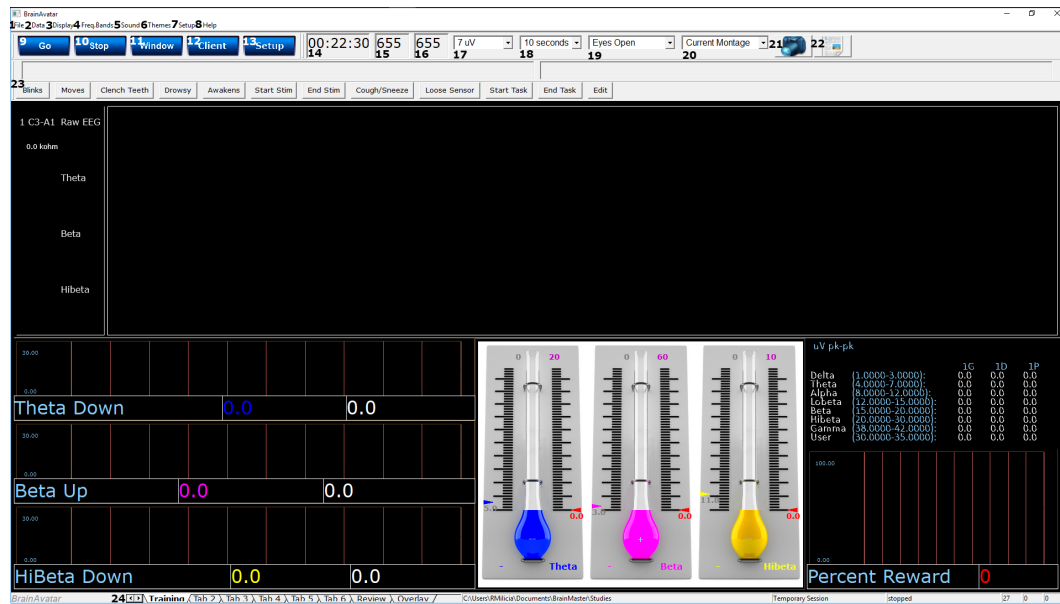 BrainAvatar
1File 2Data 3Display 4Freq.Bands 5Sound 6Themes 7Setup 8Help
9 Go 10 Stop 11 Window 12 Client 13 Setup 00:22:30 14 655 15 655 16 7 uV 17 10 seconds 18 Eyes Open 19 Current Montage 20 21 22
23 Blinks Moves Clench Teeth Drowsy Awakens Start Stim End Stim Cough/Sneeze Loose Sensor Start Task End Task Edit
1 C3-A1 Raw EEG
0.0 kohm
Theta
Beta
Hibeta
20.00
0.00
Theta Down 0.0 0.0
20.00
0.00
Beta Up 0.0 0.0
20.00
0.00
HiBeta Down 0.0 0.0
0 20
5.0 0.0
- Theta
0 60
3.0 0.0
- Beta
0 10
11.0 0.0
- Hibeta
uV pk-pk
1G 1D 1P
Delta (1.0000-3.0000): 0.0 0.0 0.0
Theta (4.0000-7.0000): 0.0 0.0 0.0
Alpha (8.0000-12.0000): 0.0 0.0 0.0
Lobeta (12.0000-15.0000): 0.0 0.0 0.0
Beta (15.0000-20.0000): 0.0 0.0 0.0
Hibeta (20.0000-30.0000): 0.0 0.0 0.0
Gamma (38.0000-42.0000): 0.0 0.0 0.0
User (30.0000-35.0000): 0.0 0.0 0.0
100.00
0.00
Percent Reward 0
BrainAvatar 24 Training Tab 2 Tab 3 Tab 4 Tab 5 Tab 6 Review Overlay C:\Users\RMilicia\Documents\BrainMaster\Studies Temporary Session stopped 27 0 0